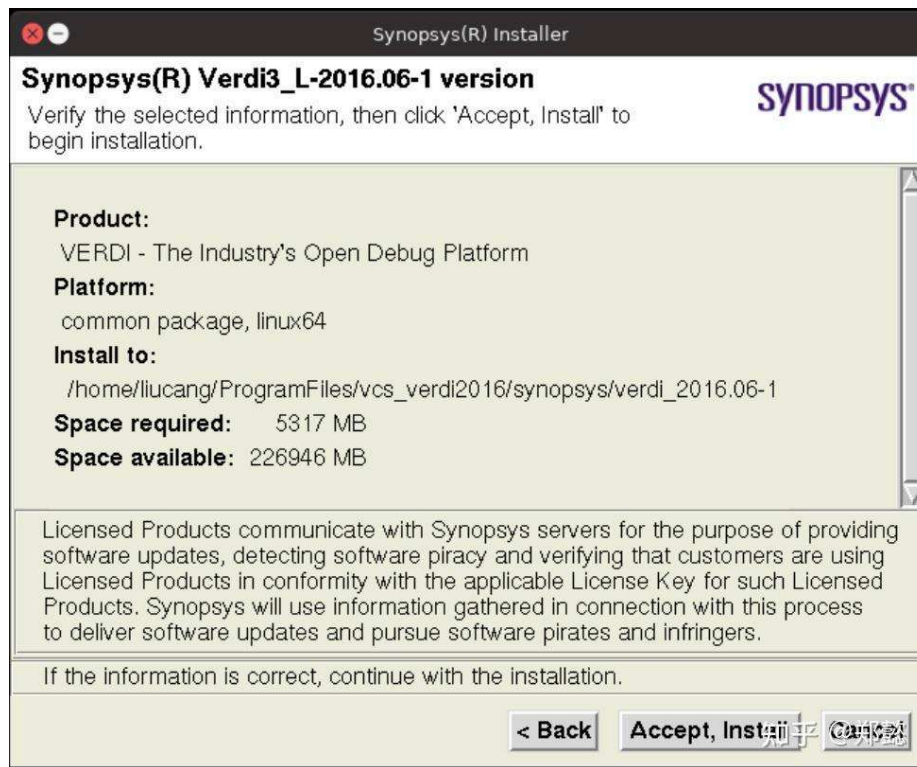 Synopsys(R) Installer
Synopsys(R) Verdi3_L-2016.06-1 version
Verify the selected information, then click 'Accept, Install' to
begin installation.
SYNOPSYS®
Product:
VERDI - The Industry's Open Debug Platform
Platform:
common package, linux64
Install to:
/home/liucang/ProgramFiles/vcs_verdi2016/synopsys/verdi_2016.06-1
Space required: 5317 MB
Space available: 226946 MB
Licensed Products communicate with Synopsys servers for the purpose of providing
software updates, detecting software piracy and verifying that customers are using
Licensed Products in conformity with the applicable License Key for such Licensed
Products. Synopsys will use information gathered in connection with this process
to deliver software updates and pursue software pirates and infringers.
If the information is correct, continue with the installation.
< Back
Accept, Install
Cancel
知乎 @郑懿